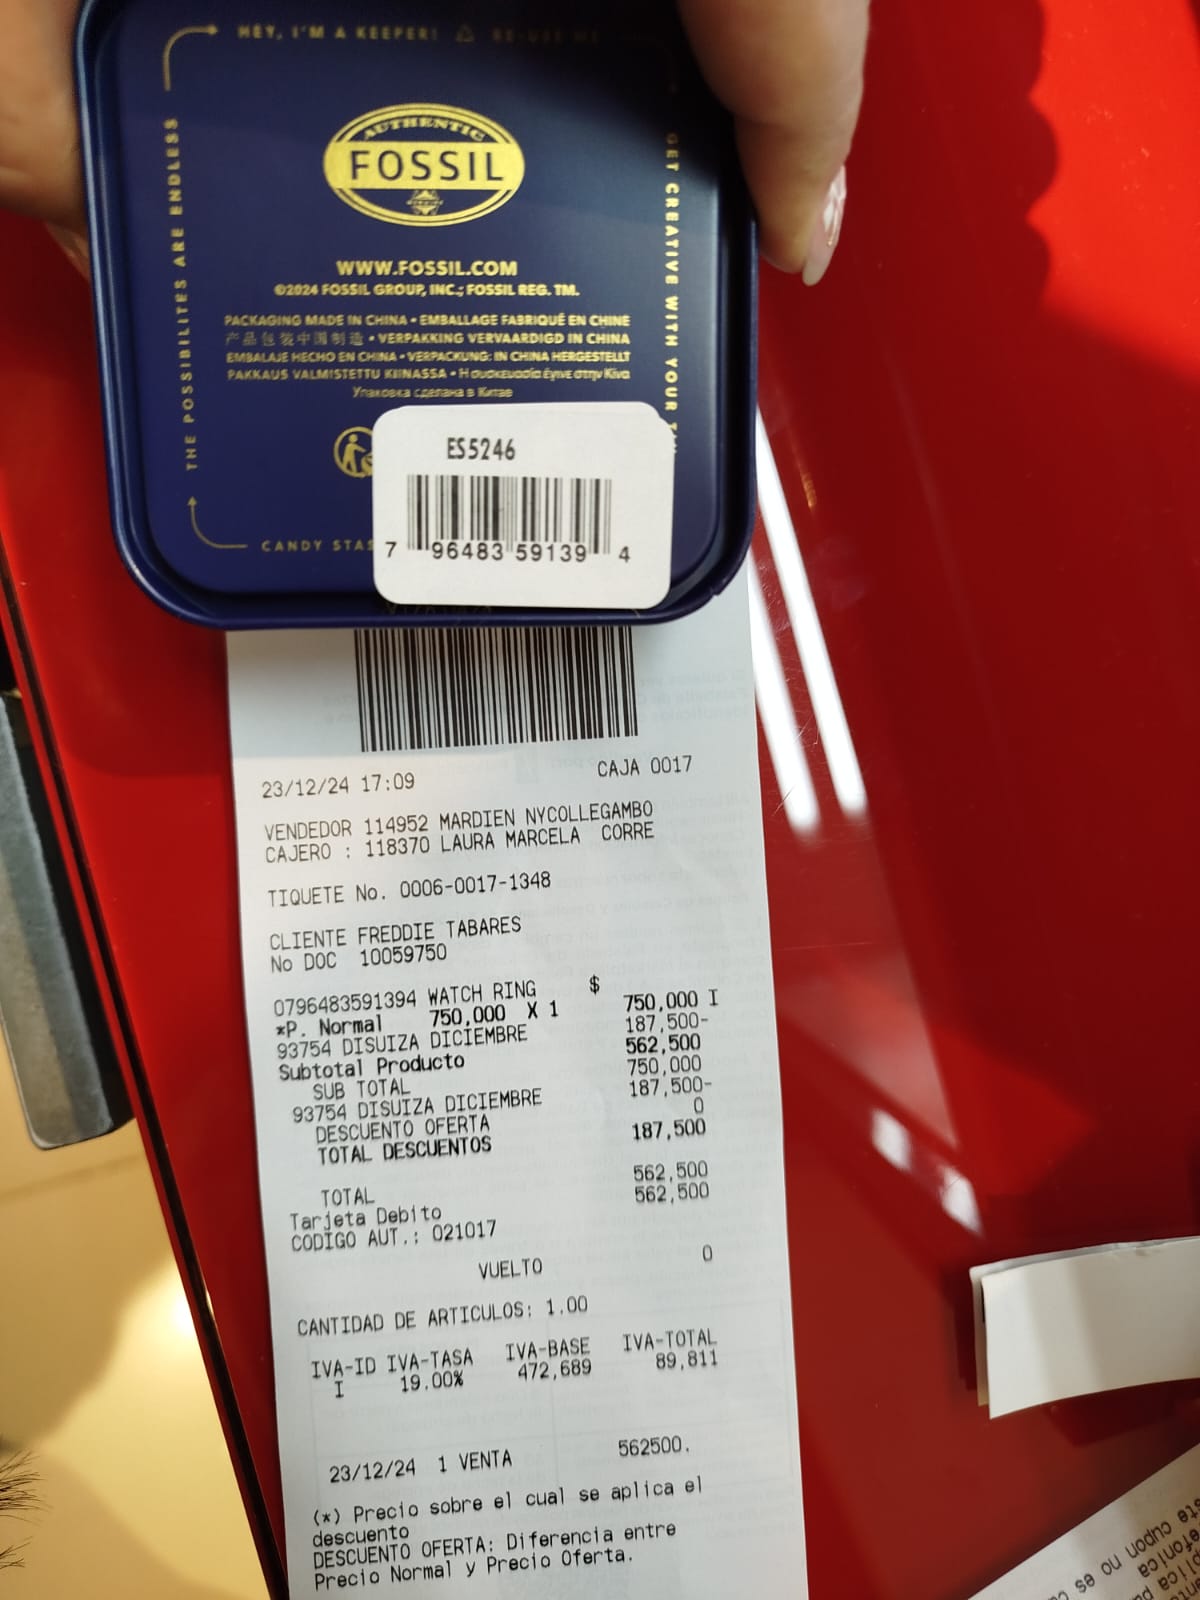 HEY, I'M A KEEPER! RE-USE ME
THE POSSIBILITES ARE ENDLESS
GET CREATIVE WITH YOUR
AUTHENTIC
FOSSIL
WWW.FOSSIL.COM
©2024 FOSSIL GROUP, INC.; FOSSIL REG. TM.
PACKAGING MADE IN CHINA • EMBALLAGE FABRIQUÉ EN CHINE
产品包装中国制造 • VERPAKKING VERVAARDIGD IN CHINA
EMBALAJE HECHO EN CHINA • VERPACKUNG: IN CHINA HERGESTELLT
PAKKAUS VALMISTETTU KIINASSA • Η συσκευασία έγινε στην Κίνα
Упаковка сделана в Китае
CANDY STAS
ES5246
7 96483 59139 4
23/12/24 17:09 CAJA 0017
VENDEDOR 114952 MARDIEN NYCOLLEGAMBO
CAJERO : 118370 LAURA MARCELA CORRE
TIQUETE No. 0006-0017-1348
CLIENTE FREDDIE TABARES
No DOC 10059750
0796483591394 WATCH RING $
*P. Normal 750,000 X 1 750,000 I
93754 DISUIZA DICIEMBRE 187,500-
Subtotal Producto 562,500
SUB TOTAL 750,000
93754 DISUIZA DICIEMBRE 187,500-
DESCUENTO OFERTA 0
TOTAL DESCUENTOS 187,500
TOTAL 562,500
Tarjeta Debito 562,500
CODIGO AUT.: 021017
VUELTO 0
CANTIDAD DE ARTICULOS: 1.00
IVA-ID IVA-TASA IVA-BASE IVA-TOTAL
I 19.00% 472,689 89,811
23/12/24 1 VENTA 562500.
(*) Precio sobre el cual se aplica el
descuento
DESCUENTO OFERTA: Diferencia entre
Precio Normal y Precio Oferta.
ste cupon no es